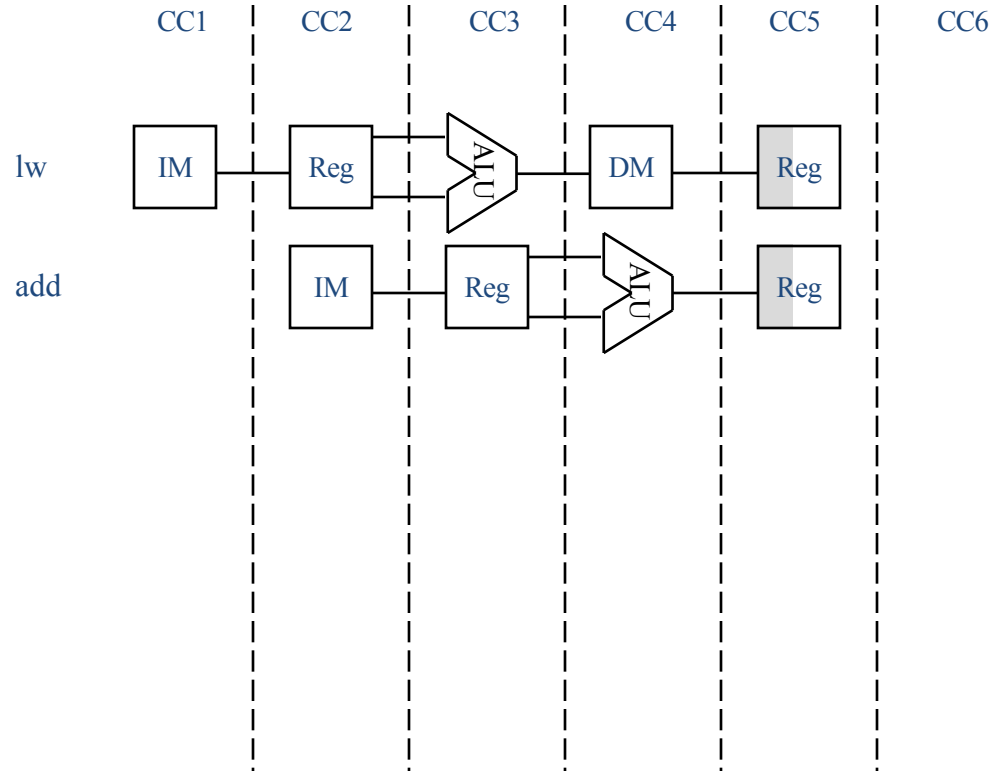 CC1 CC2 CC3 CC4 CC5 CC6
lw IM Reg ALU DM Reg
add IM Reg ALU Reg